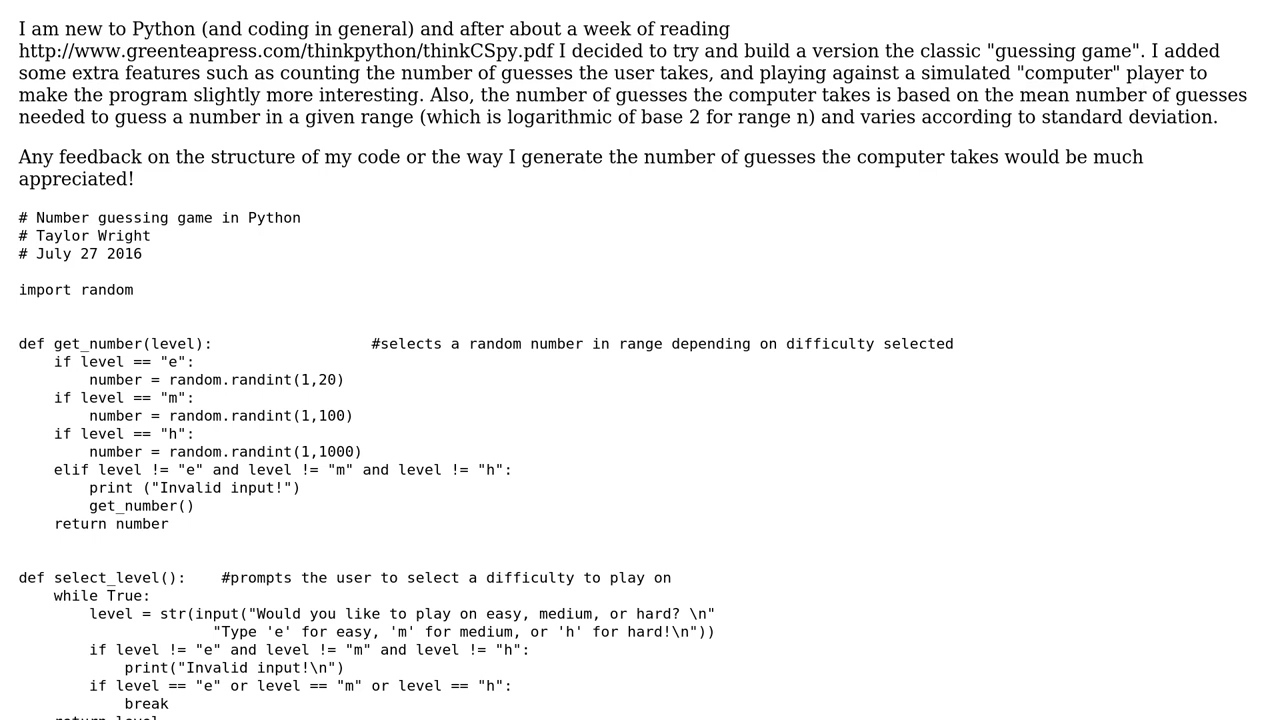 I am new to Python (and coding in general) and after about a week of reading
http://www.greenteapress.com/thinkpython/thinkCSpy.pdf I decided to try and build a version the classic "guessing game". I added
some extra features such as counting the number of guesses the user takes, and playing against a simulated "computer" player to
make the program slightly more interesting. Also, the number of guesses the computer takes is based on the mean number of guesses
needed to guess a number in a given range (which is logarithmic of base 2 for range n) and varies according to standard deviation.
Any feedback on the structure of my code or the way I generate the number of guesses the computer takes would be much
appreciated!
# Number guessing game in Python
# Taylor Wright
# July 27 2016
import random
def get_number(level):                  #selects a random number in range depending on difficulty selected
    if level == "e":
        number = random.randint(1,20)
    if level == "m":
        number = random.randint(1,100)
    if level == "h":
        number = random.randint(1,1000)
    elif level != "e" and level != "m" and level != "h":
        print ("Invalid input!")
        get_number()
    return number
def select_level():    #prompts the user to select a difficulty to play on
    while True:
        level = str(input("Would you like to play on easy, medium, or hard? \n"
                      "Type 'e' for easy, 'm' for medium, or 'h' for hard!\n"))
        if level != "e" and level != "m" and level != "h":
            print("Invalid input!\n")
        if level == "e" or level == "m" or level == "h":
            break
    return level